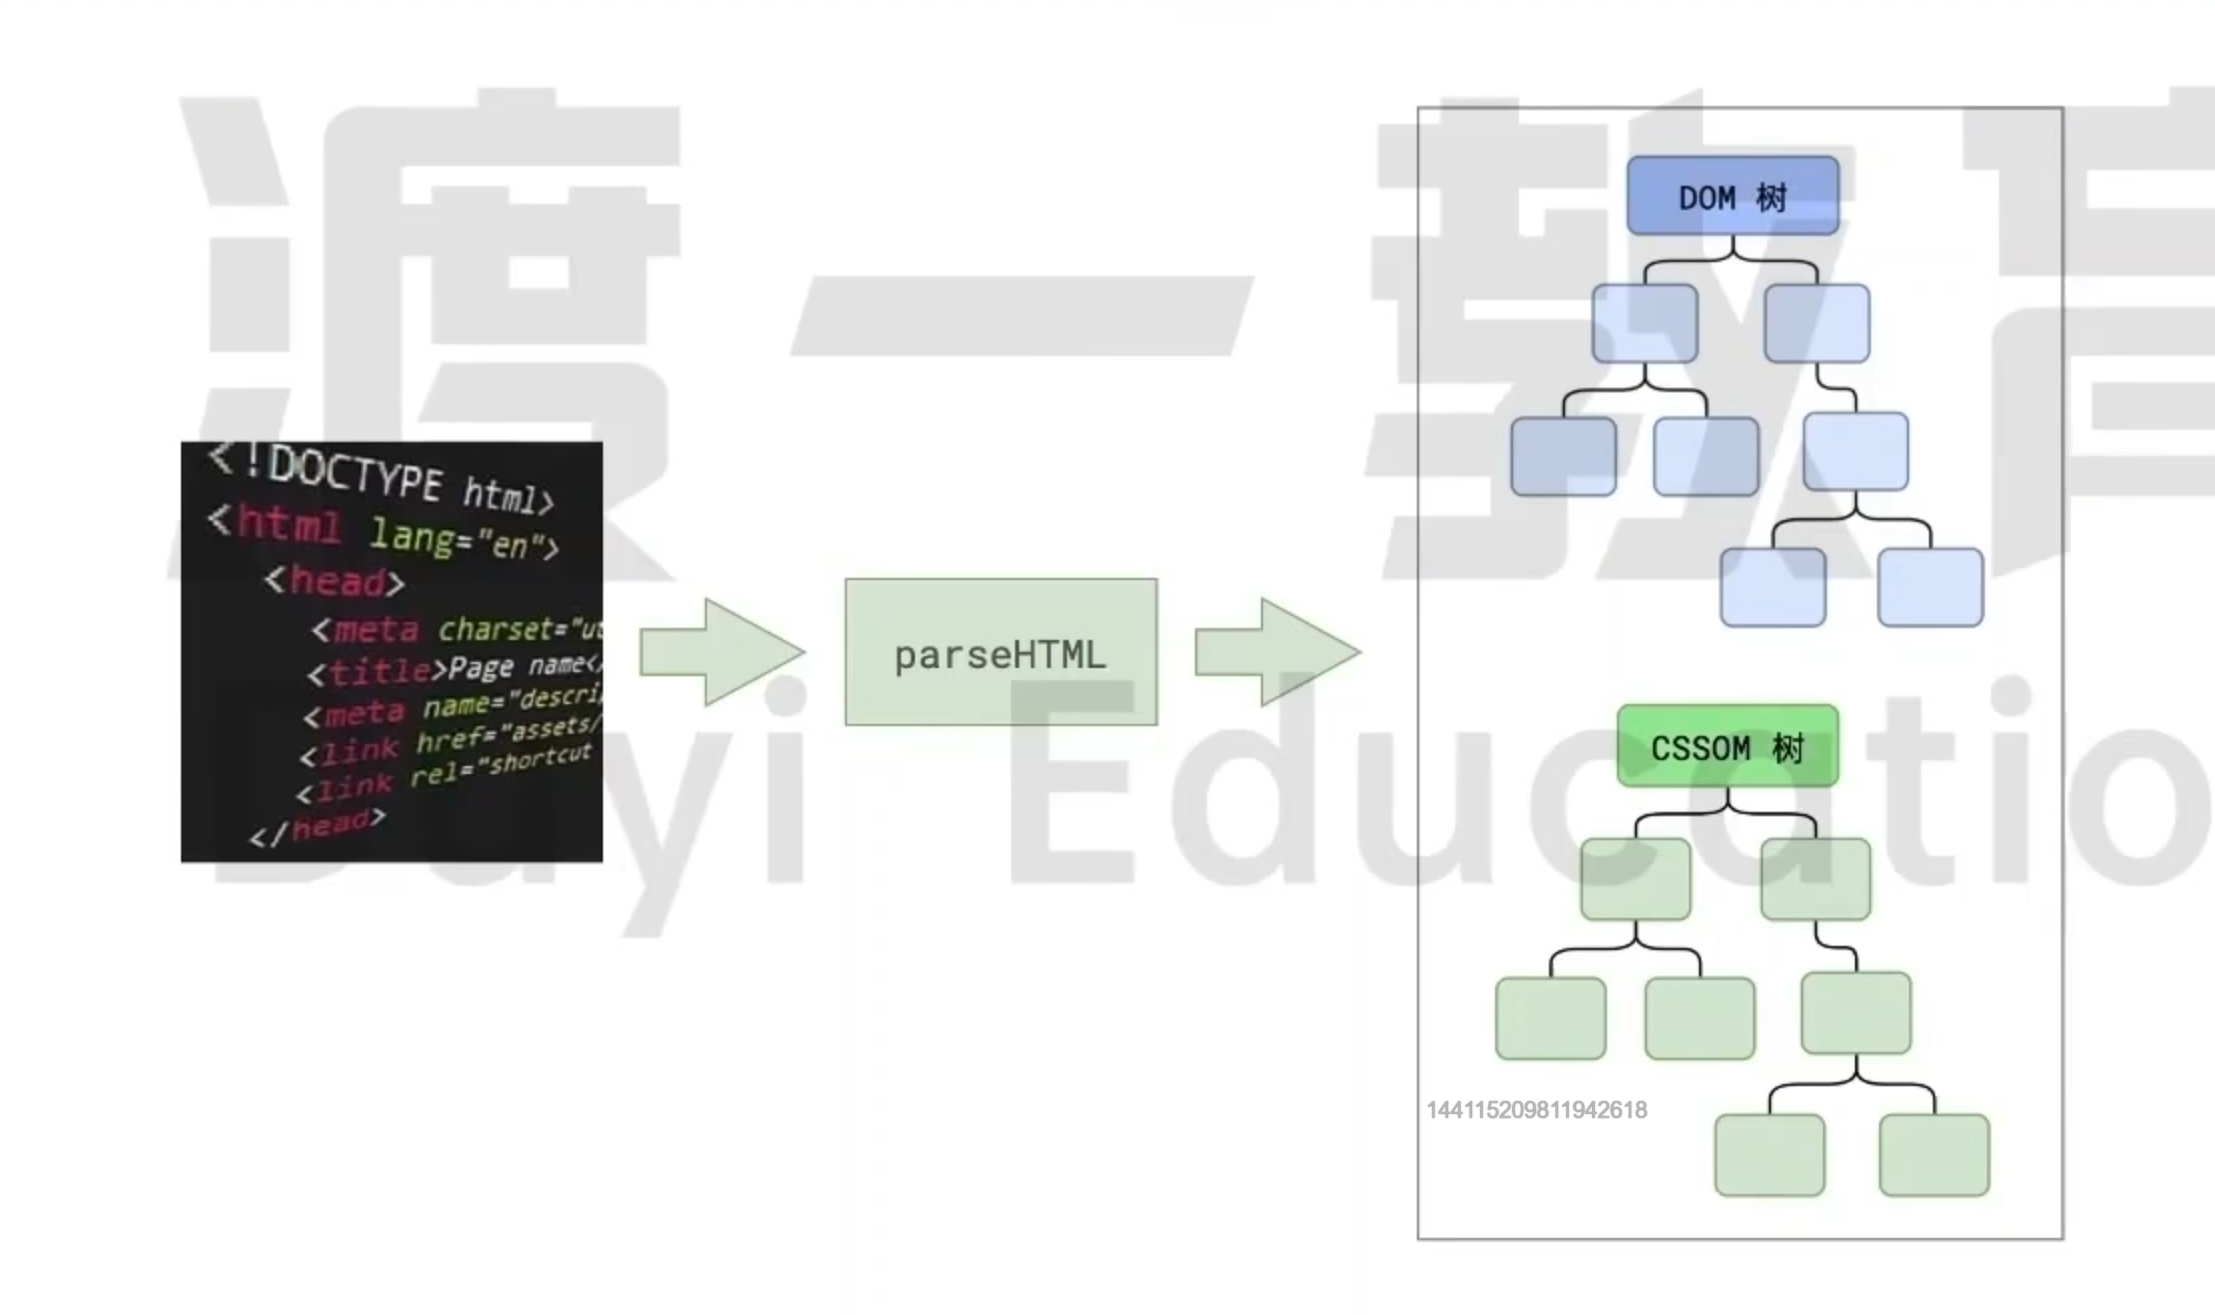 渡一教育
<!DOCTYPE html>
<html lang="en">
<head>
<meta charset="ut
<title>Page name</
<meta name="descri
<link href="assets/
<link rel="shortcut
</head>
parseHTML
DOM 树
CSSOM 树
144115209811942618
Duyi Educatio